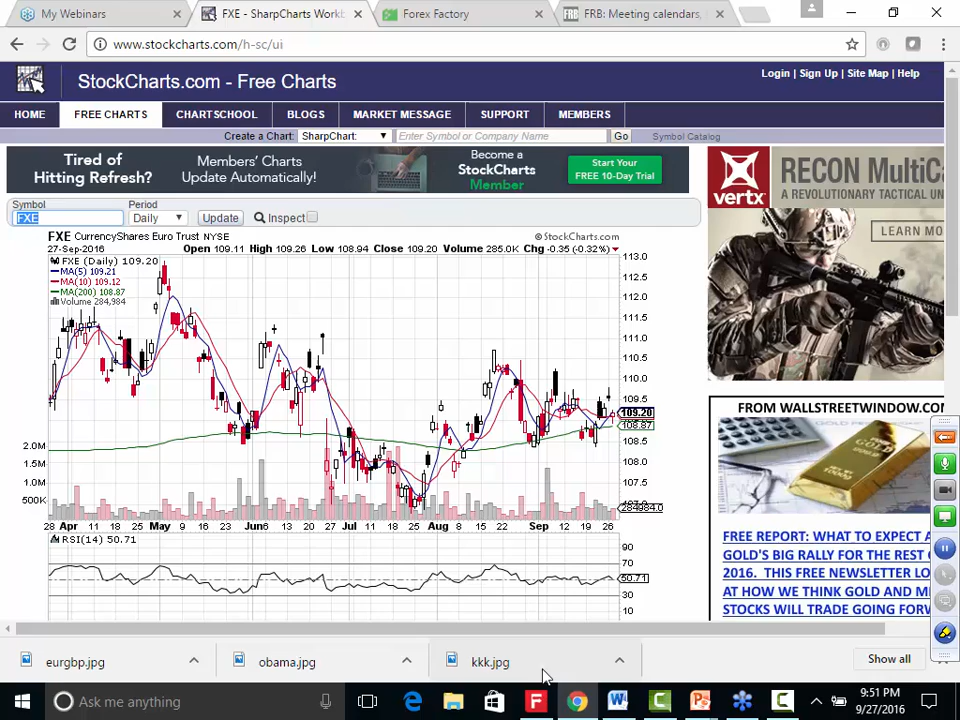 My Webinars
FXE - SharpCharts Workb
Forex Factory
FRB: Meeting calendars,
www.stockcharts.com/h-sc/ui
StockCharts.com - Free Charts
Login | Sign Up | Site Map | Help
HOME
FREE CHARTS
CHARTSCHOOL
BLOGS
MARKET MESSAGE
SUPPORT
MEMBERS
Create a Chart: SharpChart: Enter Symbol or Company Name Go Symbol Catalog
Tired of
Hitting Refresh?
Members' Charts
Update Automatically!
Become a
StockCharts
Member
Start Your
FREE 10-Day Trial
vertx
RECON MultiCa
A REVOLUTIONARY TACTICAL UN
LEARN MORE
Symbol
Period
FXE
Daily
Update
Inspect
FXE CurrencyShares Euro Trust NYSE
© StockCharts.com
27-Sep-2016
Open 109.11 High 109.26 Low 108.94 Close 109.20 Volume 285.0K Chg -0.35 (-0.32%)
FXE (Daily) 109.20
MA(5) 109.21
MA(10) 109.12
MA(200) 108.87
Volume 284,984
113.0
112.5
112.0
111.5
111.0
110.5
110.0
109.5
109.20
108.87
108.5
108.0
107.5
107.0
284984.0
2.0M
1.5M
1.0M
500K
28 Apr 11 18 25 May 9 16 23 Jun 6 13 20 27 Jul 11 18 25 Aug 8 15 22 Sep 12 19 26
RSI(14) 50.71
90
70
50.71
30
10
FROM WALLSTREETWINDOW.COM
FREE REPORT: WHAT TO EXPECT A
GOLD'S BIG RALLY FOR THE REST O
2016. THIS FREE NEWSLETTER LO
AT HOW WE THINK GOLD AND M
STOCKS WILL TRADE GOING FORW
eurgbp.jpg
obama.jpg
kkk.jpg
Show all
Ask me anything
9:51 PM
9/27/2016